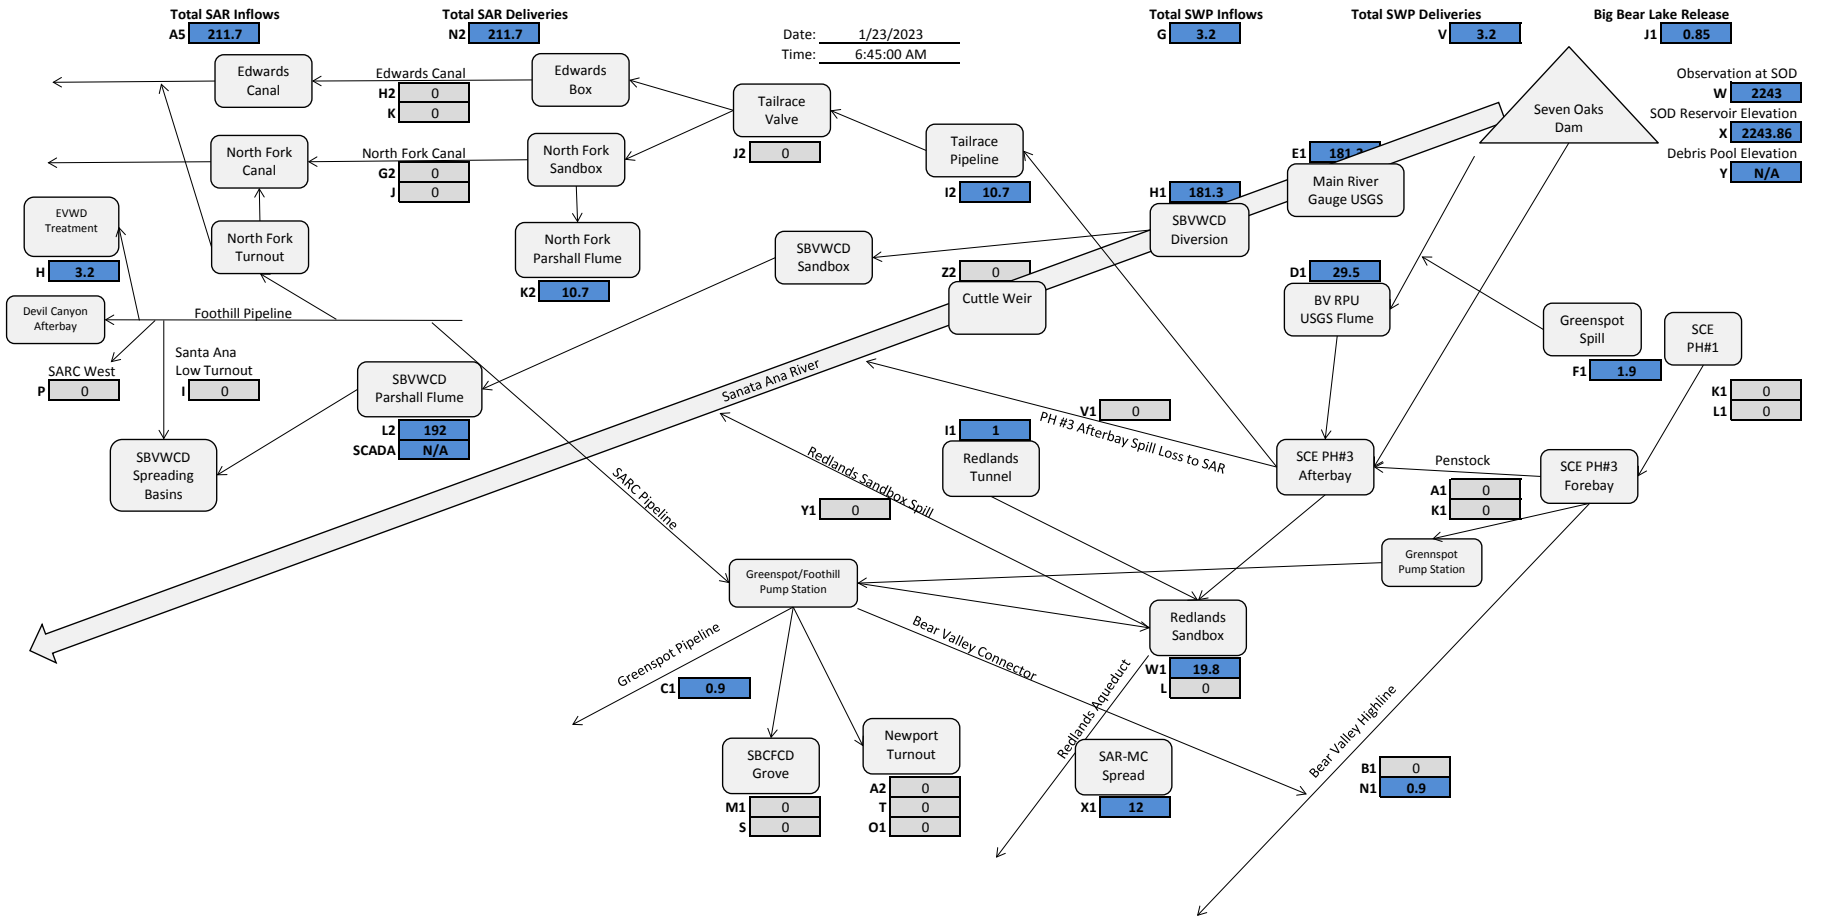 Total SAR Inflows
A5 211.7
Total SAR Deliveries
N2 211.7
Date: 1/23/2023
Time: 6:45:00 AM
Total SWP Inflows
G 3.2
Total SWP Deliveries
V 3.2
Big Bear Lake Release
J1 0.85
Observation at SOD
W 2243
SOD Reservoir Elevation
X 2243.86
Debris Pool Elevation
Y N/A
Seven Oaks
Dam
Edwards
Canal
Edwards Canal
H2 0
K 0
Edwards
Box
Tailrace
Valve
J2 0
Tailrace
Pipeline
I2 10.7
E1 181.3
Main River
Gauge USGS
H1 181.3
SBVWCD
Diversion
North Fork
Canal
North Fork Canal
G2 0
J 0
North Fork
Sandbox
EVWD
Treatment
H 3.2
North Fork
Turnout
North Fork
Parshall Flume
K2 10.7
SBVWCD
Sandbox
Z2 0
Cuttle Weir
D1 29.5
BV RPU
USGS Flume
Greenspot
Spill
F1 1.9
SCE
PH#1
K1 0
L1 0
Devil Canyon
Afterbay
Foothill Pipeline
SARC West
P 0
Santa Ana
Low Turnout
I 0
SBVWCD
Parshall Flume
L2 192
SCADA N/A
Sanata Ana River
V1 0
PH #3 Afterbay Spill Loss to SAR
I1 1
Redlands
Tunnel
SCE PH#3
Afterbay
Penstock
A1 0
K1 0
SCE PH#3
Forebay
SBVWCD
Spreading
Basins
SARC Pipeline
Redlands Sandbox Spill
Y1 0
Grennspot
Pump Station
Greenspot/Foothill
Pump Station
Redlands
Sandbox
W1 19.8
L 0
Greenspot Pipeline
C1 0.9
Bear Valley Connector
Redlands Aqueduct
Bear Valley Highline
SBCFCD
Grove
M1 0
S 0
Newport
Turnout
A2 0
T 0
O1 0
SAR-MC
Spread
X1 12
B1 0
N1 0.9